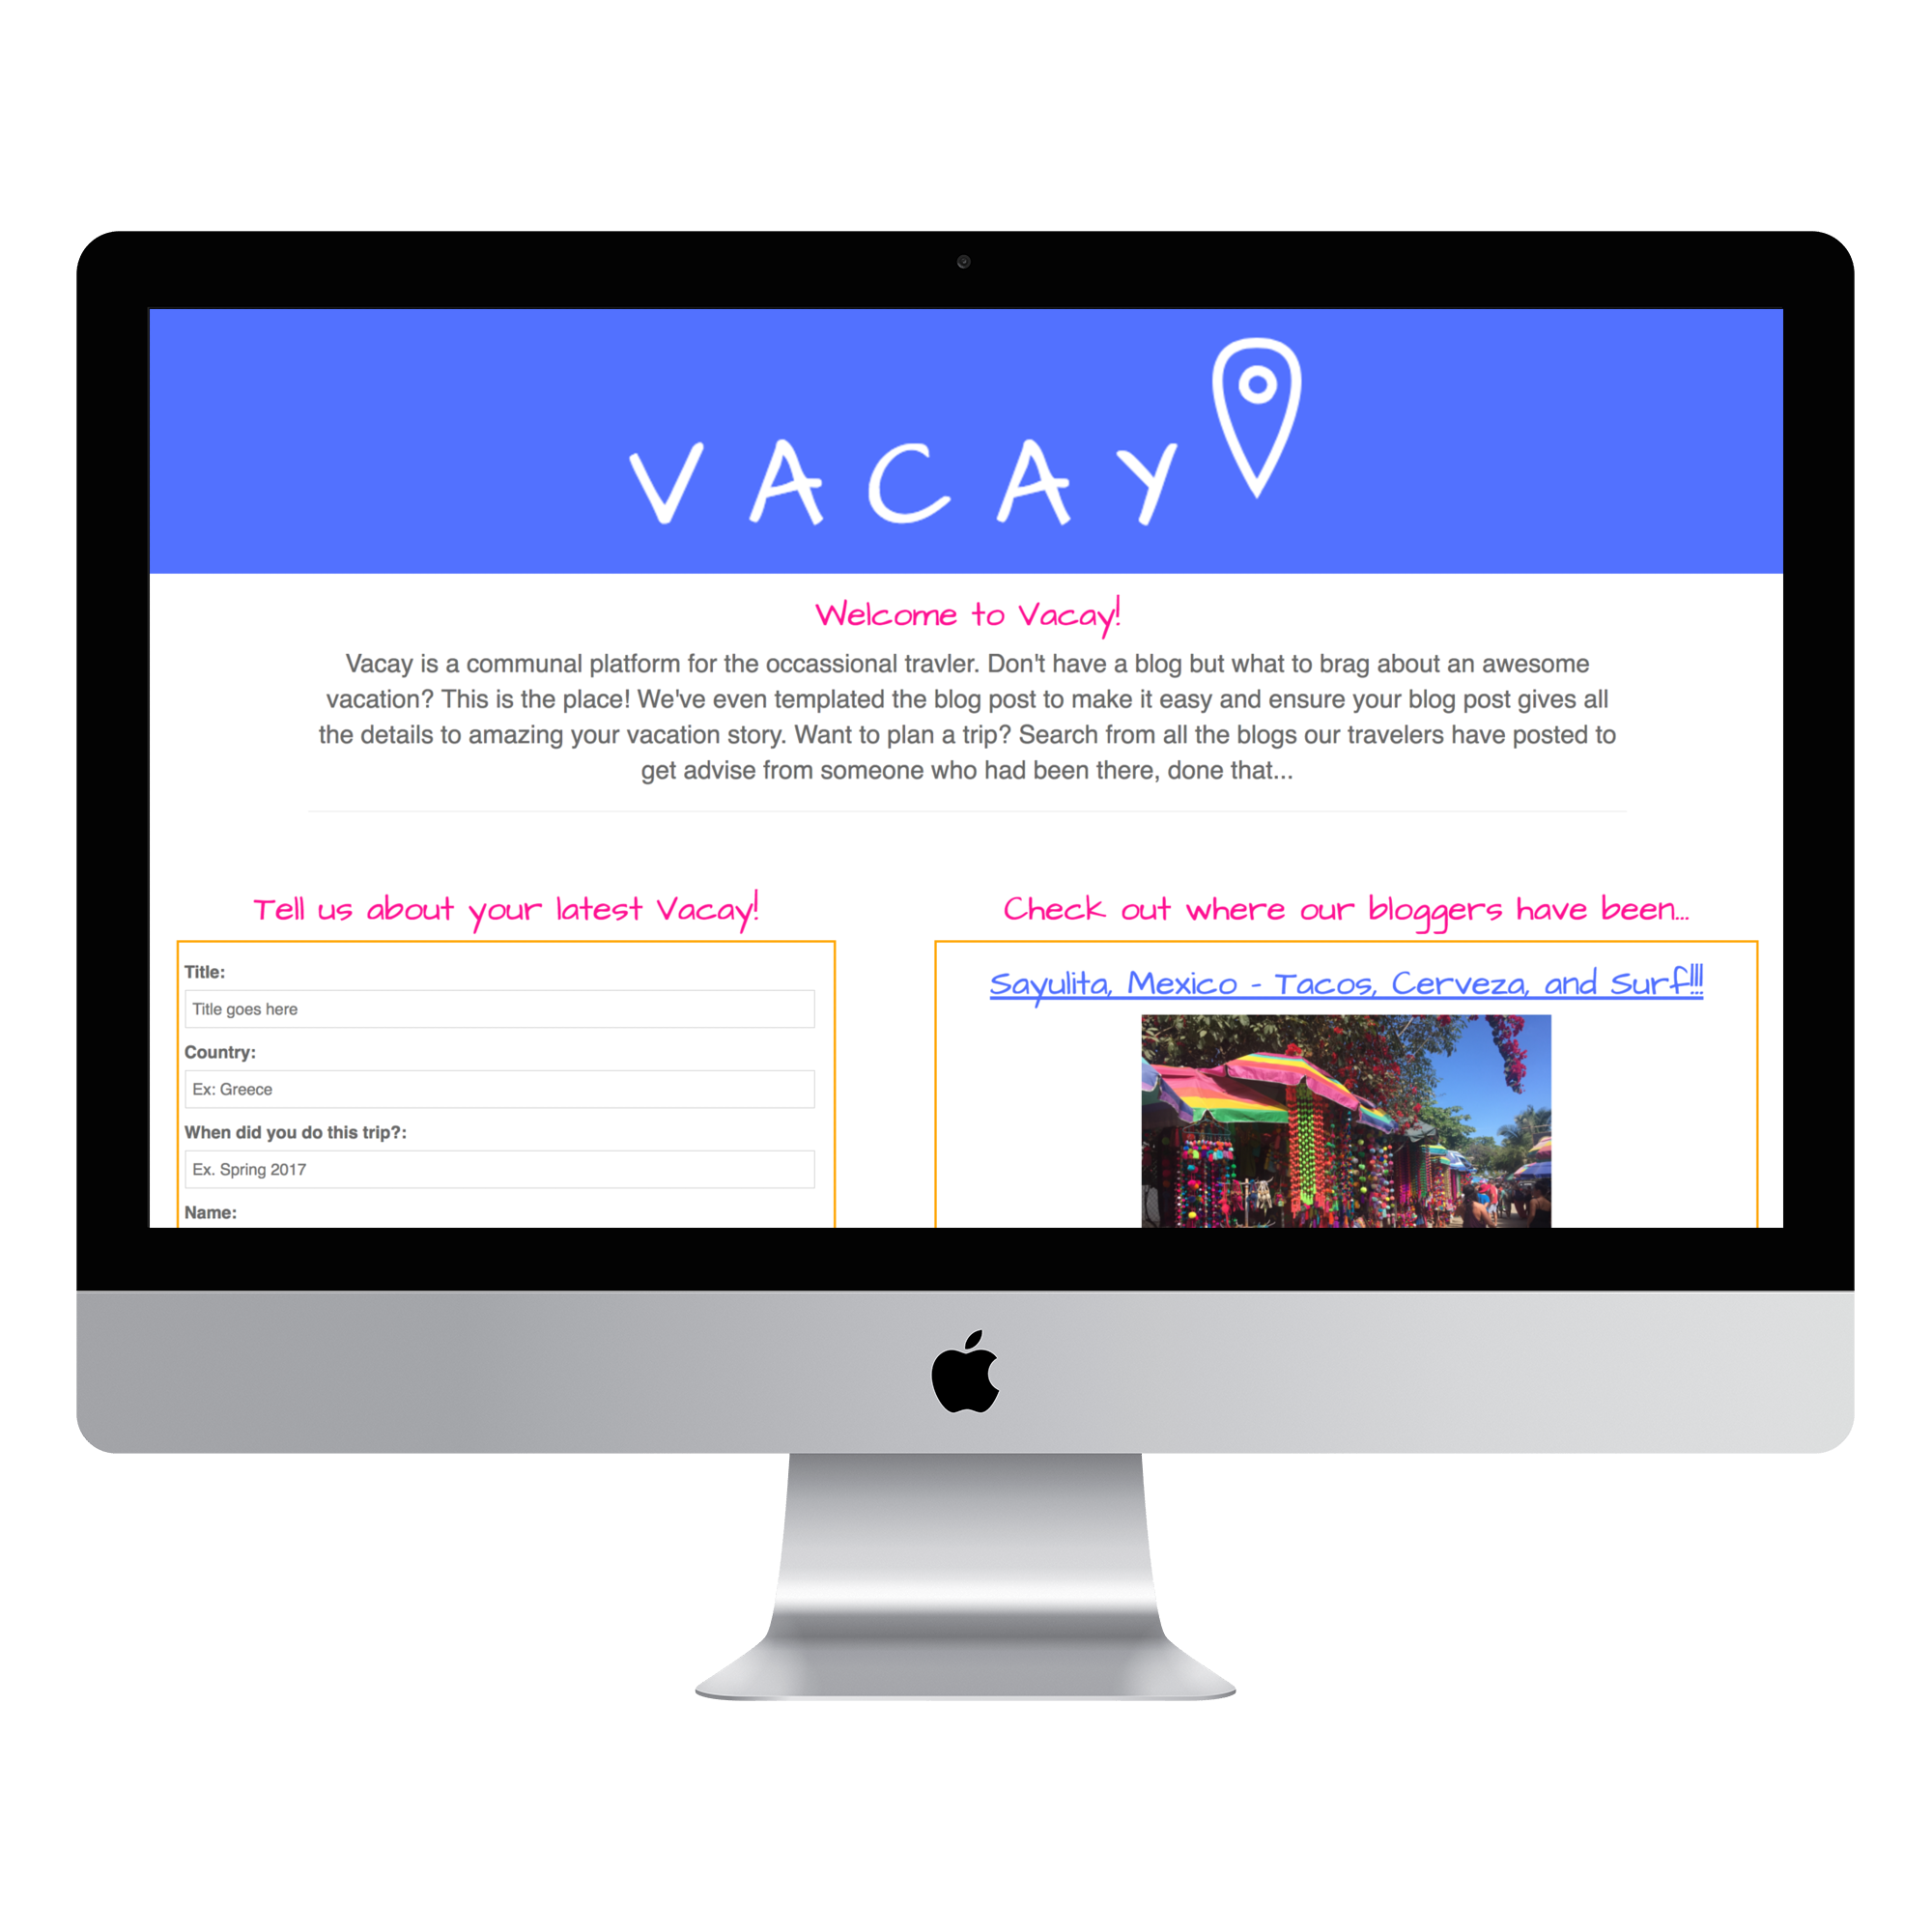 VACAY
Welcome to Vacay!
Vacay is a communal platform for the occassional travler. Don't have a blog but what to brag about an awesome
vacation? This is the place! We've even templated the blog post to make it easy and ensure your blog post gives all
the details to amazing your vacation story. Want to plan a trip? Search from all the blogs our travelers have posted to
get advise from someone who had been there, done that...
Tell us about your latest Vacay!
Title:
Title goes here
Country:
Ex: Greece
When did you do this trip?:
Ex. Spring 2017
Name:
Check out where our bloggers have been...
Sayulita, Mexico - Tacos, Cerveza, and Surf!!!